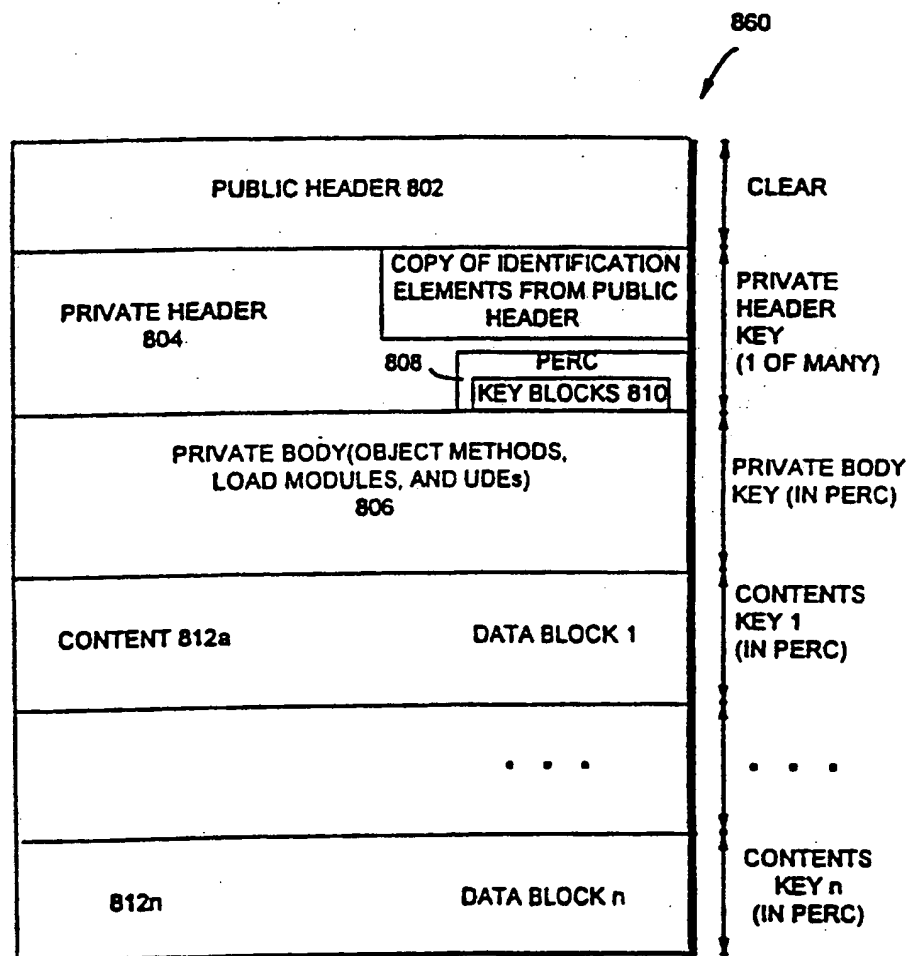 860
PUBLIC HEADER 802
CLEAR
PRIVATE HEADER
804
COPY OF IDENTIFICATION
ELEMENTS FROM PUBLIC
HEADER
808
PERC
KEY BLOCKS 810
PRIVATE
HEADER
KEY
(1 OF MANY)
PRIVATE BODY(OBJECT METHODS,
LOAD MODULES, AND UDEs)
806
PRIVATE BODY
KEY (IN PERC)
CONTENT 812a
DATA BLOCK 1
CONTENTS
KEY 1
(IN PERC)
• • •
• • •
812n
DATA BLOCK n
CONTENTS
KEY n
(IN PERC)